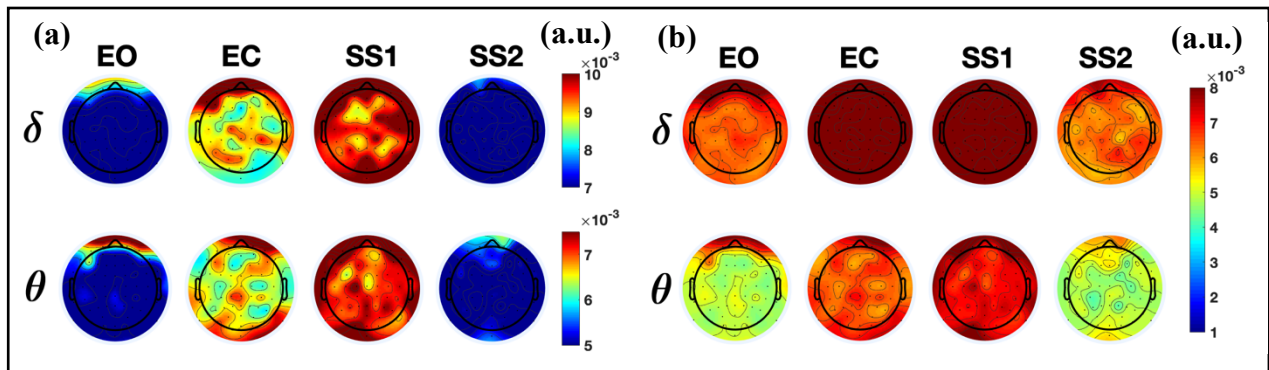 (a) (a.u.) (b) (a.u.)
EO EC SS1 SS2 EO EC SS1 SS2
×10⁻³ ×10⁻³
δ 10 9 8 7 δ
θ ×10⁻³ 7 6 5 θ
8 7 6 5 4 3 2 1